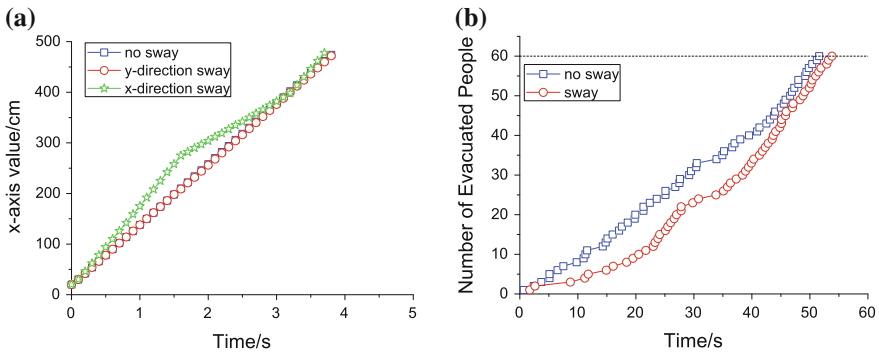 (a)
500
400
300
200
100
0
x-axis value/cm
no sway
y-direction sway
x-direction sway
0
1
2
3
4
5
Time/s
(b)
60
50
40
30
20
10
0
Number of Evacuated People
no sway
sway
0
10
20
30
40
50
60
Time/s